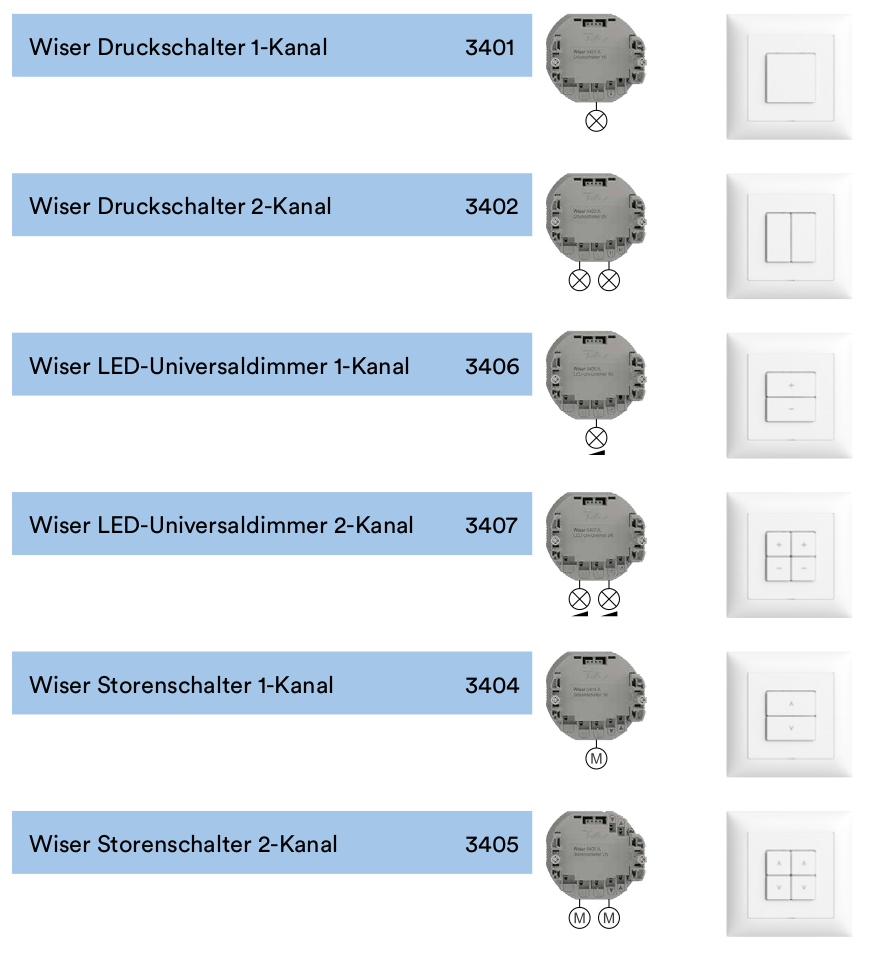 Wiser Druckschalter 1-Kanal 3401
Wiser Druckschalter 2-Kanal 3402
Wiser LED-Universaldimmer 1-Kanal 3406
+
−
Wiser LED-Universaldimmer 2-Kanal 3407
+ +
− −
Wiser Storenschalter 1-Kanal 3404
M
Wiser Storenschalter 2-Kanal 3405
M M